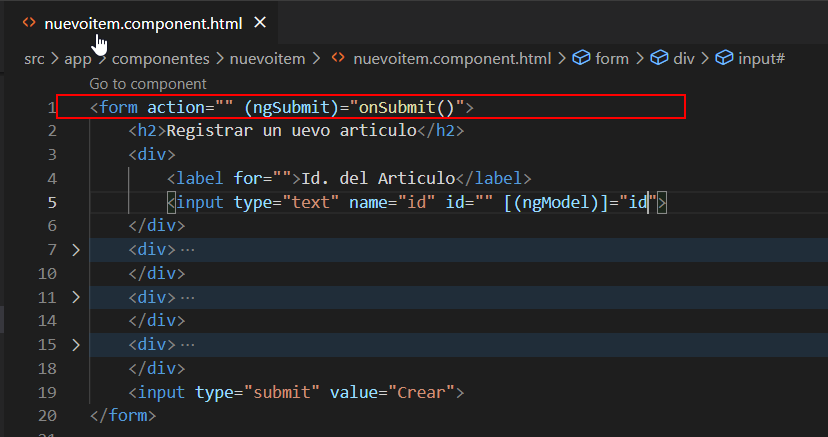 nuevoitem.component.html
src > app > componentes > nuevoitem > nuevoitem.component.html > form > div > input#
Go to component
1 <form action="" (ngSubmit)="onSubmit()">
2 <h2>Registrar un uevo articulo</h2>
3 <div>
4 <label for="">Id. del Articulo</label>
5 <input type="text" name="id" id="" [(ngModel)]="id">
6 </div>
7 <div>…
10 </div>
11 <div>…
14 </div>
15 <div>…
18 </div>
19 <input type="submit" value="Crear">
20 </form>